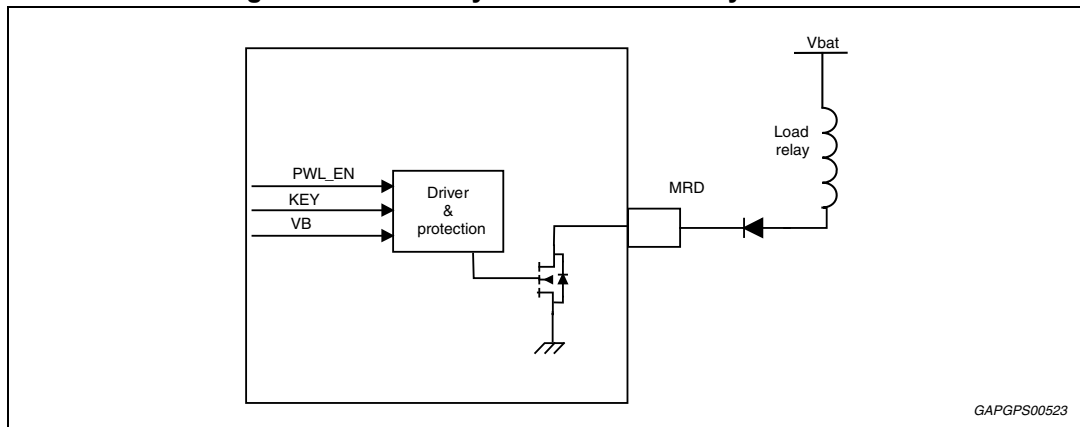 Vbat
Load
relay
MRD
PWL_EN
KEY
VB
Driver
&
protection
GAPGPS00523